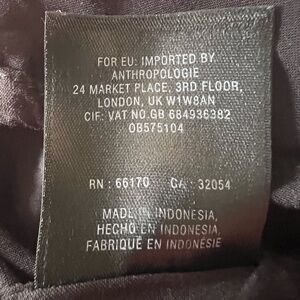 FOR EU: IMPORTED BY
ANTHROPOLOGIE
24 MARKET PLACE, 3RD FLOOR,
LONDON, UK W1W8AN
CIF: VAT NO.GB 684936382
OB575104
RN : 66170 CA : 32054
MADE IN INDONESIA,
HECHO EN INDONESIA,
FABRIQUÉ EN INDONÉSIE